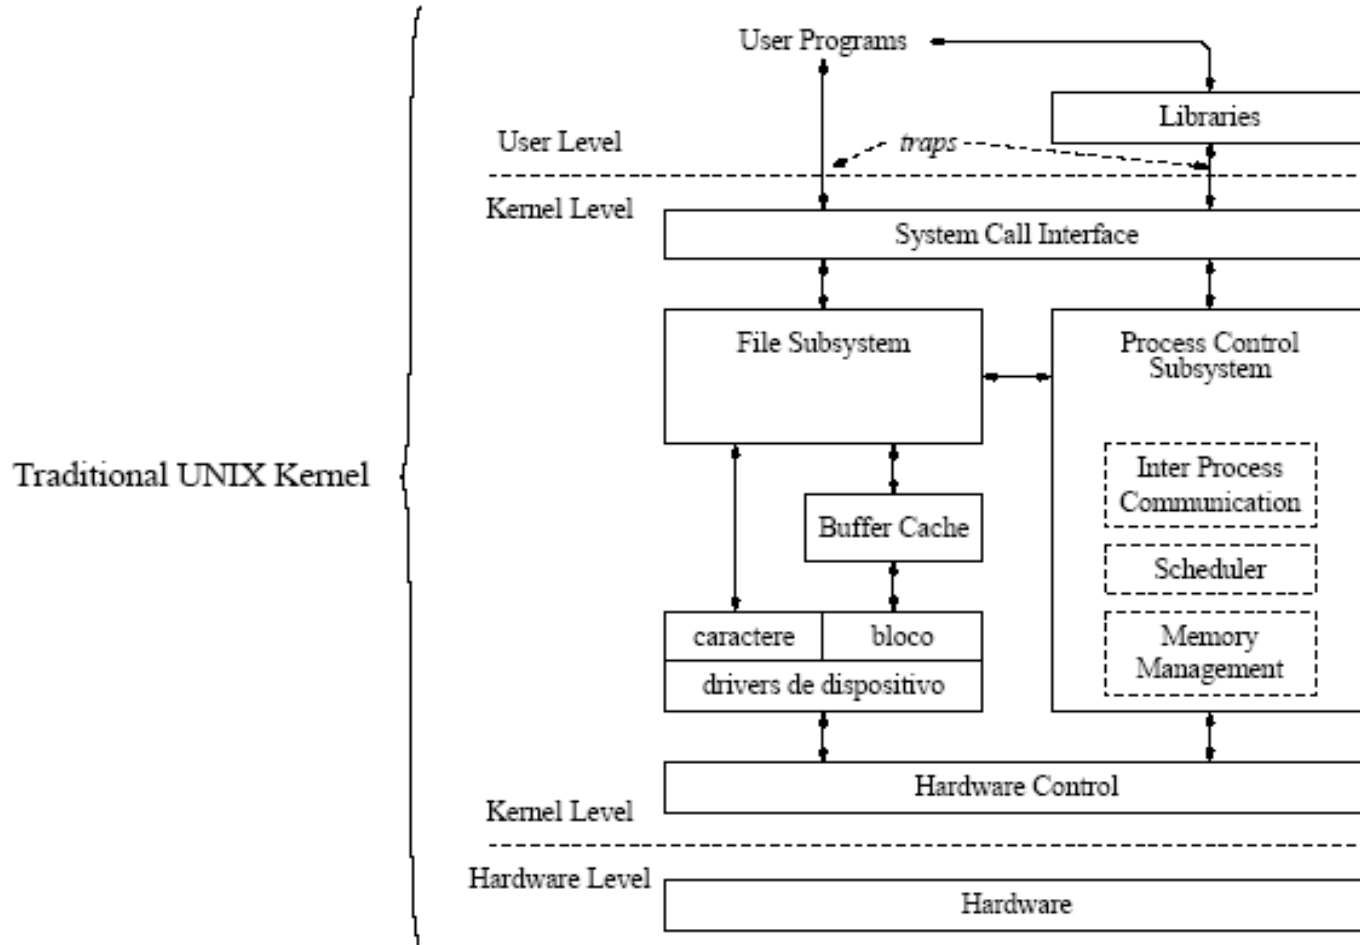 User Programs
Libraries
User Level
traps
Kernel Level
System Call Interface
File Subsystem
Process Control
Subsystem
Traditional UNIX Kernel
Inter Process
Communication
Buffer Cache
Scheduler
caractere
bloco
Memory
Management
drivers de dispositivo
Hardware Control
Kernel Level
Hardware Level
Hardware